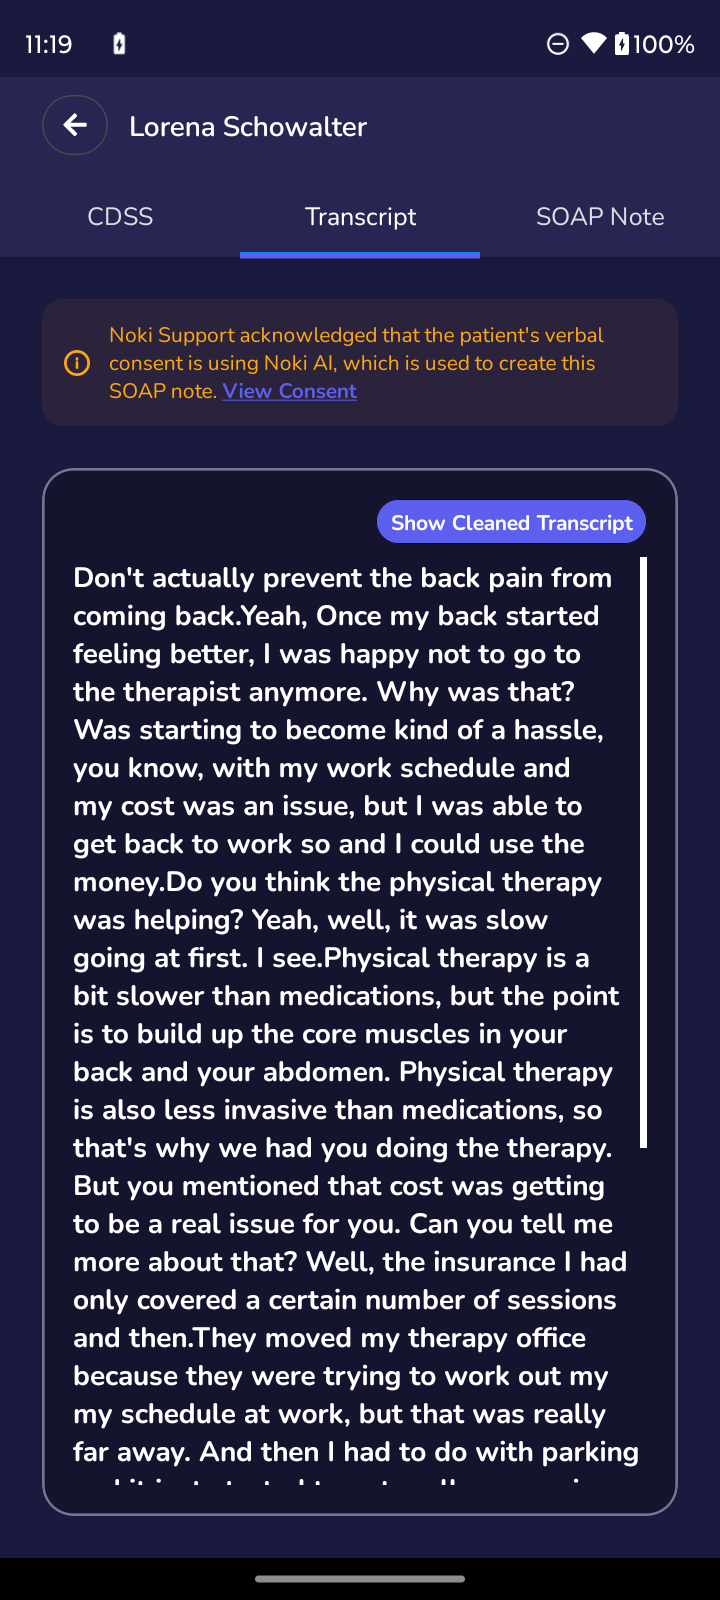 11:19
100%
Lorena Schowalter
CDSS
Transcript
SOAP Note
Noki Support acknowledged that the patient's verbal
consent is using Noki AI, which is used to create this
SOAP note. View Consent
Show Cleaned Transcript
Don't actually prevent the back pain from
coming back.Yeah, Once my back started
feeling better, I was happy not to go to
the therapist anymore. Why was that?
Was starting to become kind of a hassle,
you know, with my work schedule and
my cost was an issue, but I was able to
get back to work so and I could use the
money.Do you think the physical therapy
was helping? Yeah, well, it was slow
going at first. I see.Physical therapy is a
bit slower than medications, but the point
is to build up the core muscles in your
back and your abdomen. Physical therapy
is also less invasive than medications, so
that's why we had you doing the therapy.
But you mentioned that cost was getting
to be a real issue for you. Can you tell me
more about that? Well, the insurance I had
only covered a certain number of sessions
and then.They moved my therapy office
because they were trying to work out my
my schedule at work, but that was really
far away. And then I had to do with parking